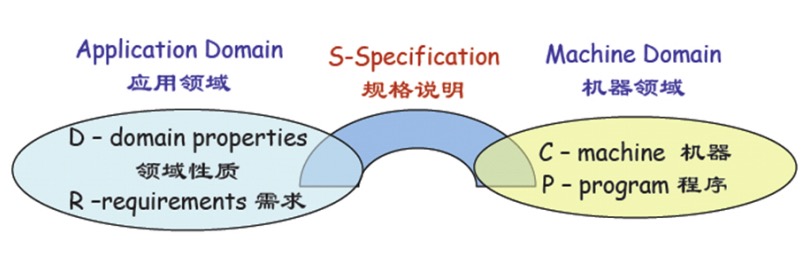 Application Domain
应用领域
S-Specification
规格说明
Machine Domain
机器领域
D – domain properties
领域性质
R –requirements 需求
C – machine 机器
P – program 程序